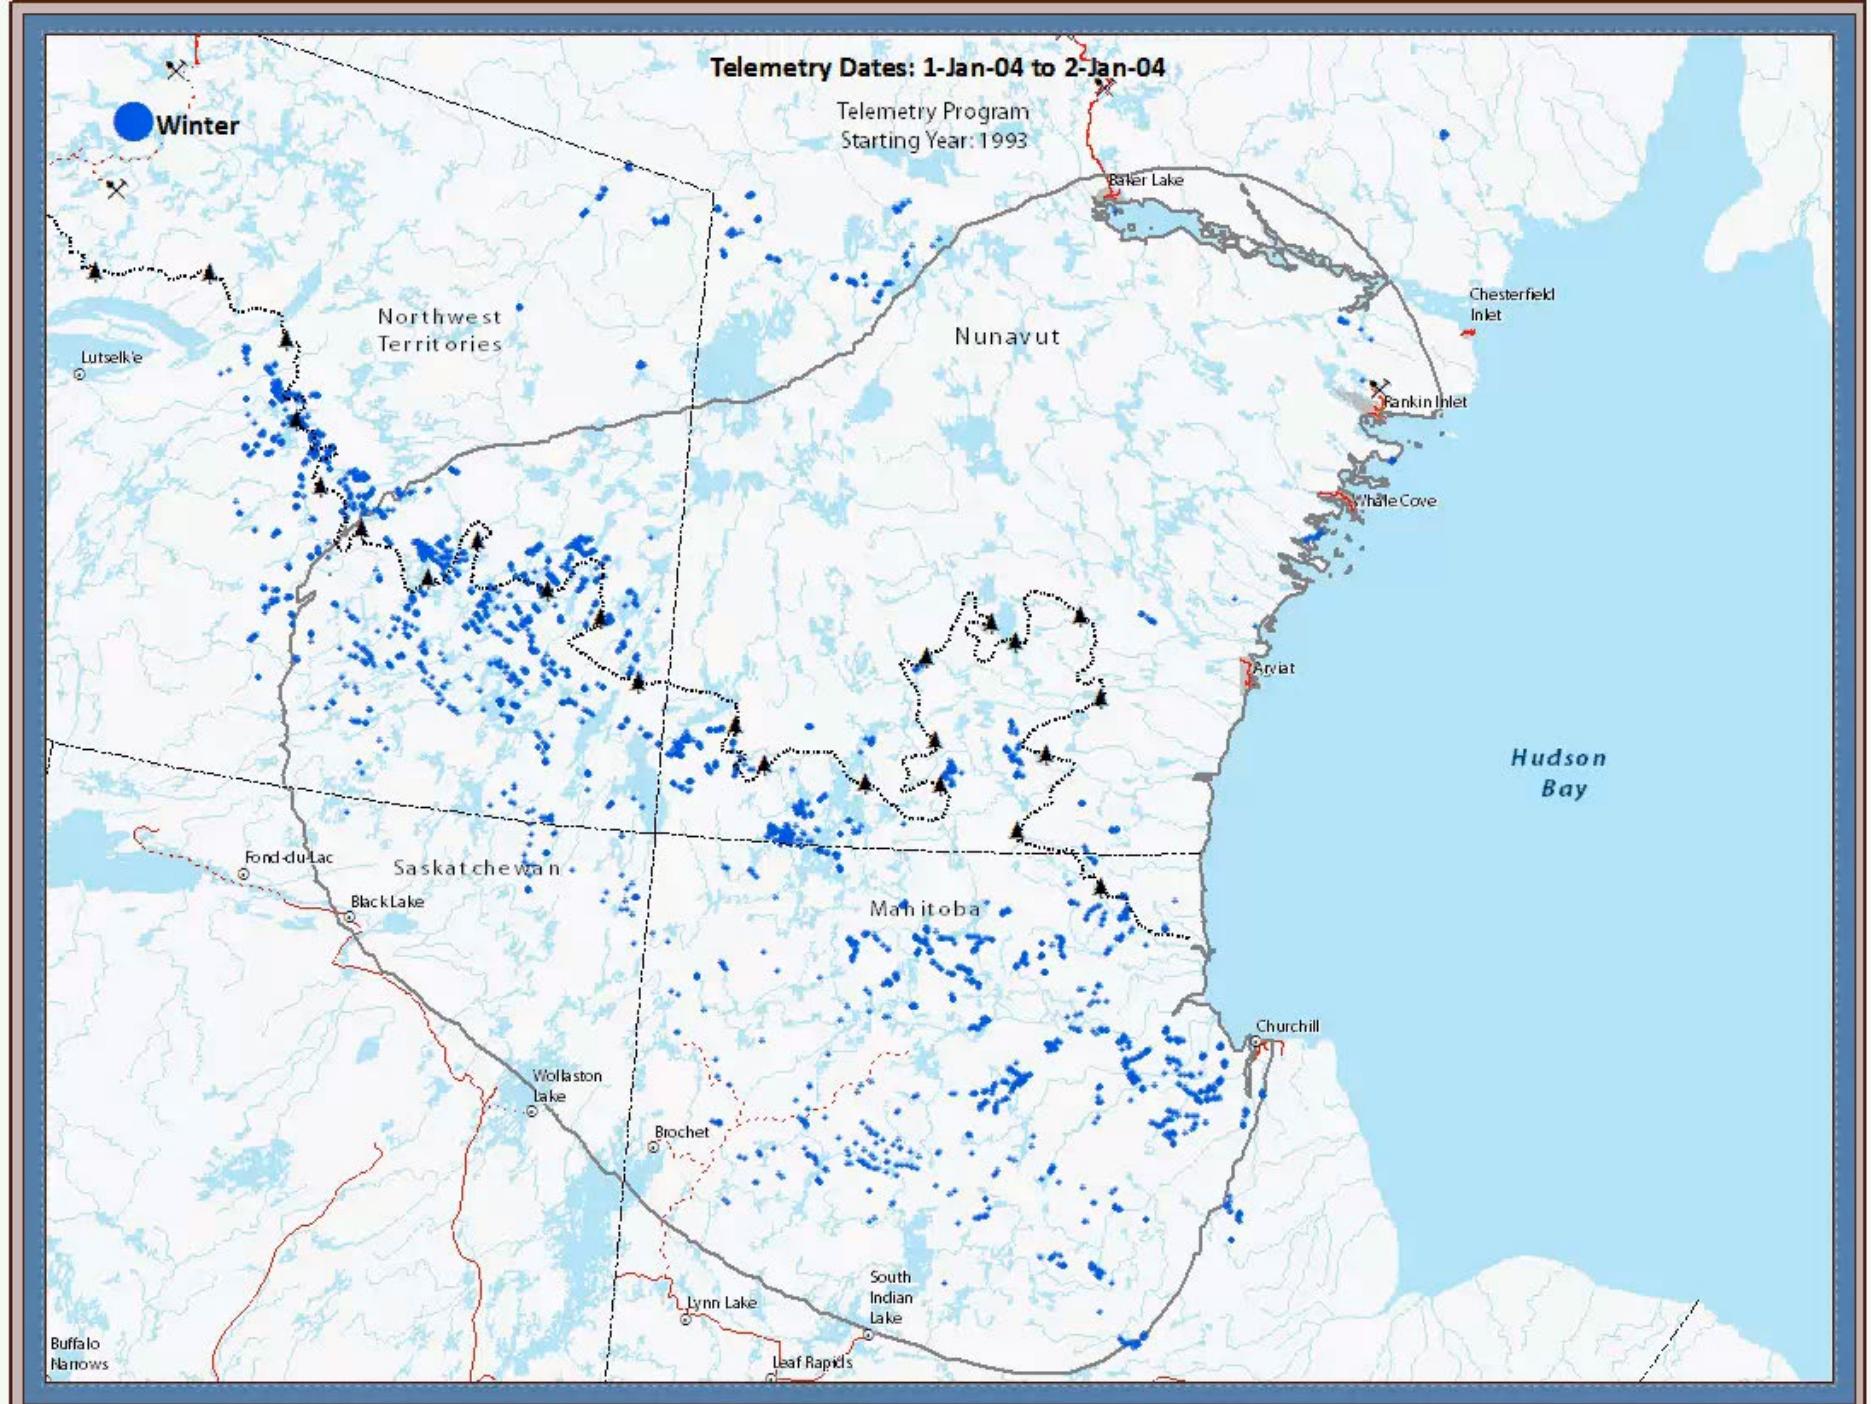 Telemetry Dates: 1-Jan-04 to 2-Jan-04
Telemetry Program
Starting Year: 1993
Winter
Baker Lake
Chesterfield
Inlet
Northwest
Territories
Nunavut
Lutselk'e
Rankin Inlet
Whale Cove
Arviat
Hudson
Bay
Fond-du-Lac
Saskatchewan
Black Lake
Manitoba
Churchill
Wollaston
Lake
Brochet
South
Indian
Lake
Lynn Lake
Buffalo
Narrows
Leaf Rapids